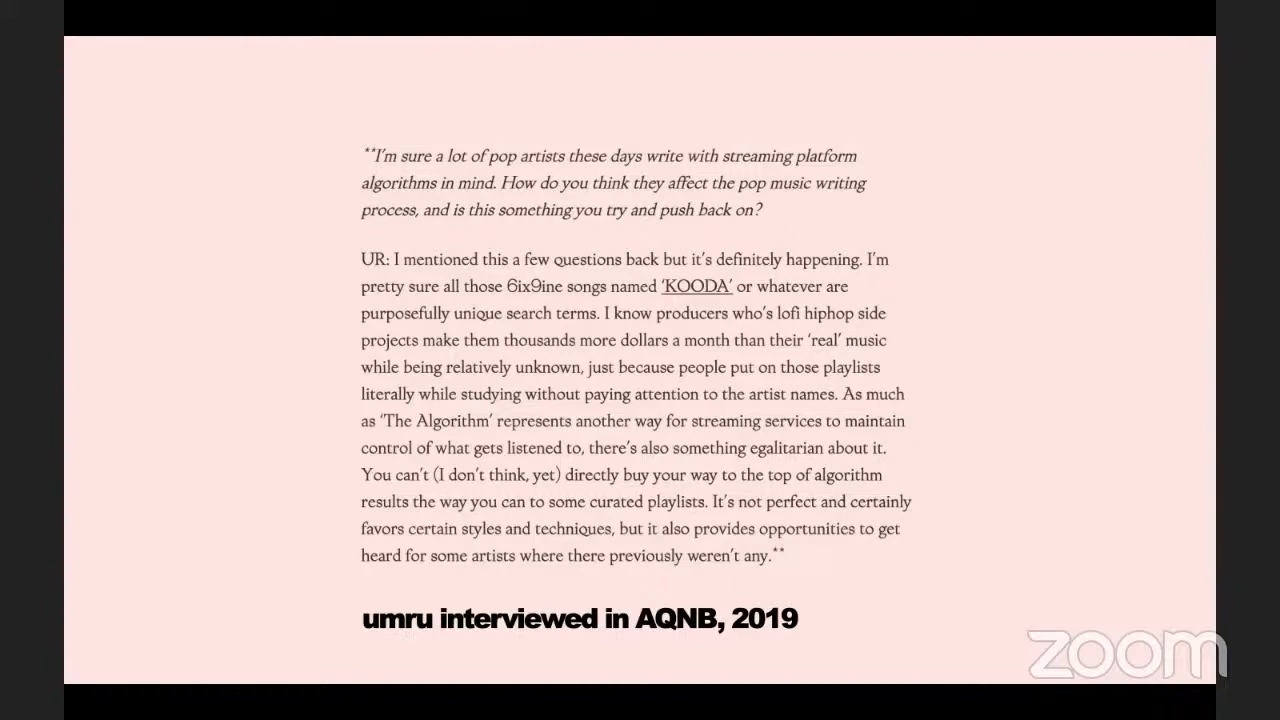 **I'm sure a lot of pop artists these days write with streaming platform
algorithms in mind. How do you think they affect the pop music writing
process, and is this something you try and push back on?
UR: I mentioned this a few questions back but it's definitely happening. I'm
pretty sure all those 6ix9ine songs named 'KOODA' or whatever are
purposefully unique search terms. I know producers who's lofi hiphop side
projects make them thousands more dollars a month than their 'real' music
while being relatively unknown, just because people put on those playlists
literally while studying without paying attention to the artist names. As much
as 'The Algorithm' represents another way for streaming services to maintain
control of what gets listened to, there's also something egalitarian about it.
You can't (I don't think, yet) directly buy your way to the top of algorithm
results the way you can to some curated playlists. It's not perfect and certainly
favors certain styles and techniques, but it also provides opportunities to get
heard for some artists where there previously weren't any.**
umru interviewed in AQNB, 2019
zoom